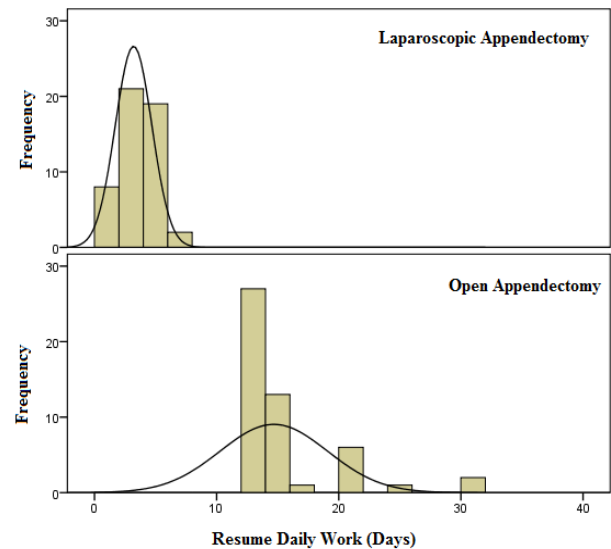 Laparoscopic Appendectomy
Frequency
30
20
10
0
Open Appendectomy
Frequency
30
20
10
0
0 10 20 30 40
Resume Daily Work (Days)